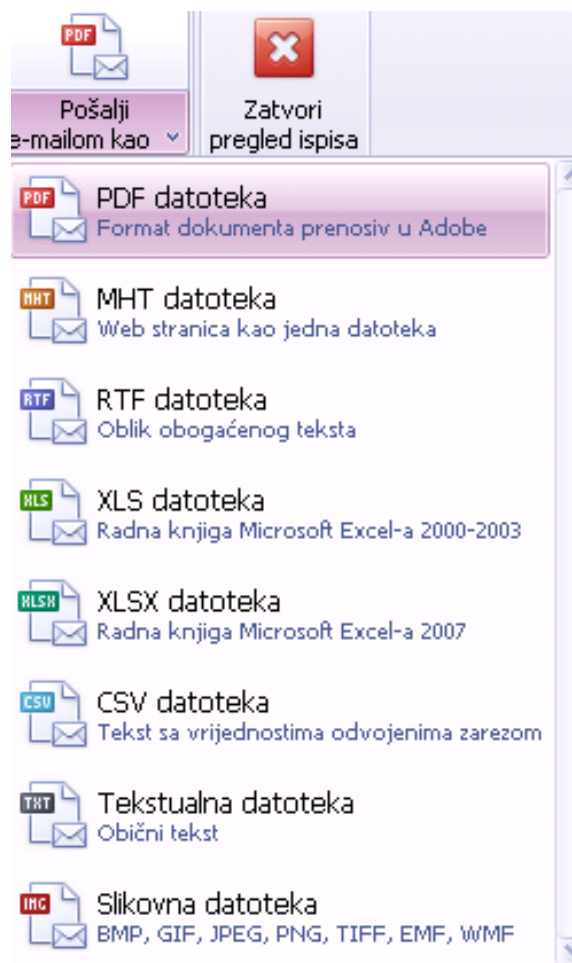 PDF
Pošalji
e-mailom kao
Zatvori
pregled ispisa
PDF
PDF datoteka
Format dokumenta prenosiv u Adobe
MHT
MHT datoteka
Web stranica kao jedna datoteka
RTF
RTF datoteka
Oblik obogaćenog teksta
XLS
XLS datoteka
Radna knjiga Microsoft Excel-a 2000-2003
XLSX
XLSX datoteka
Radna knjiga Microsoft Excel-a 2007
CSV
CSV datoteka
Tekst sa vrijednostima odvojenima zarezom
TXT
Tekstualna datoteka
Obični tekst
IMG
Slikovna datoteka
BMP, GIF, JPEG, PNG, TIFF, EMF, WMF